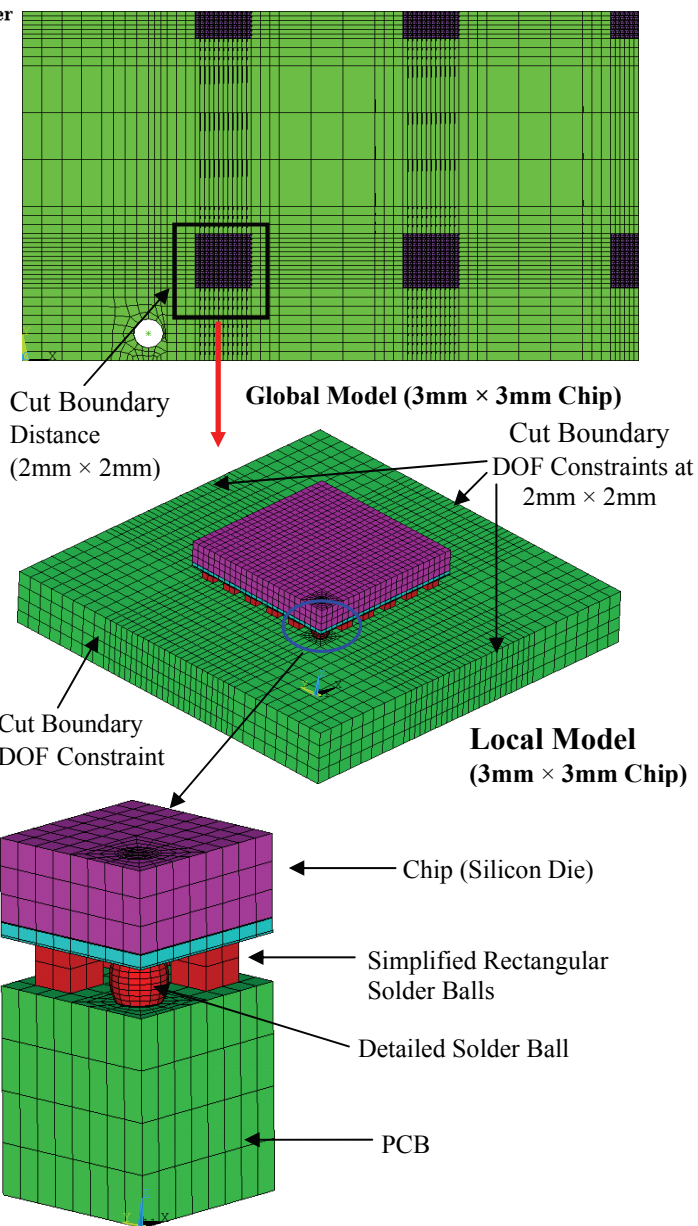 er
Cut Boundary
Distance
(2mm × 2mm)
Global Model (3mm × 3mm Chip)
Cut Boundary
DOF Constraints at
2mm × 2mm
Cut Boundary
DOF Constraint
Local Model
(3mm × 3mm Chip)
Chip (Silicon Die)
Simplified Rectangular
Solder Balls
Detailed Solder Ball
PCB
X